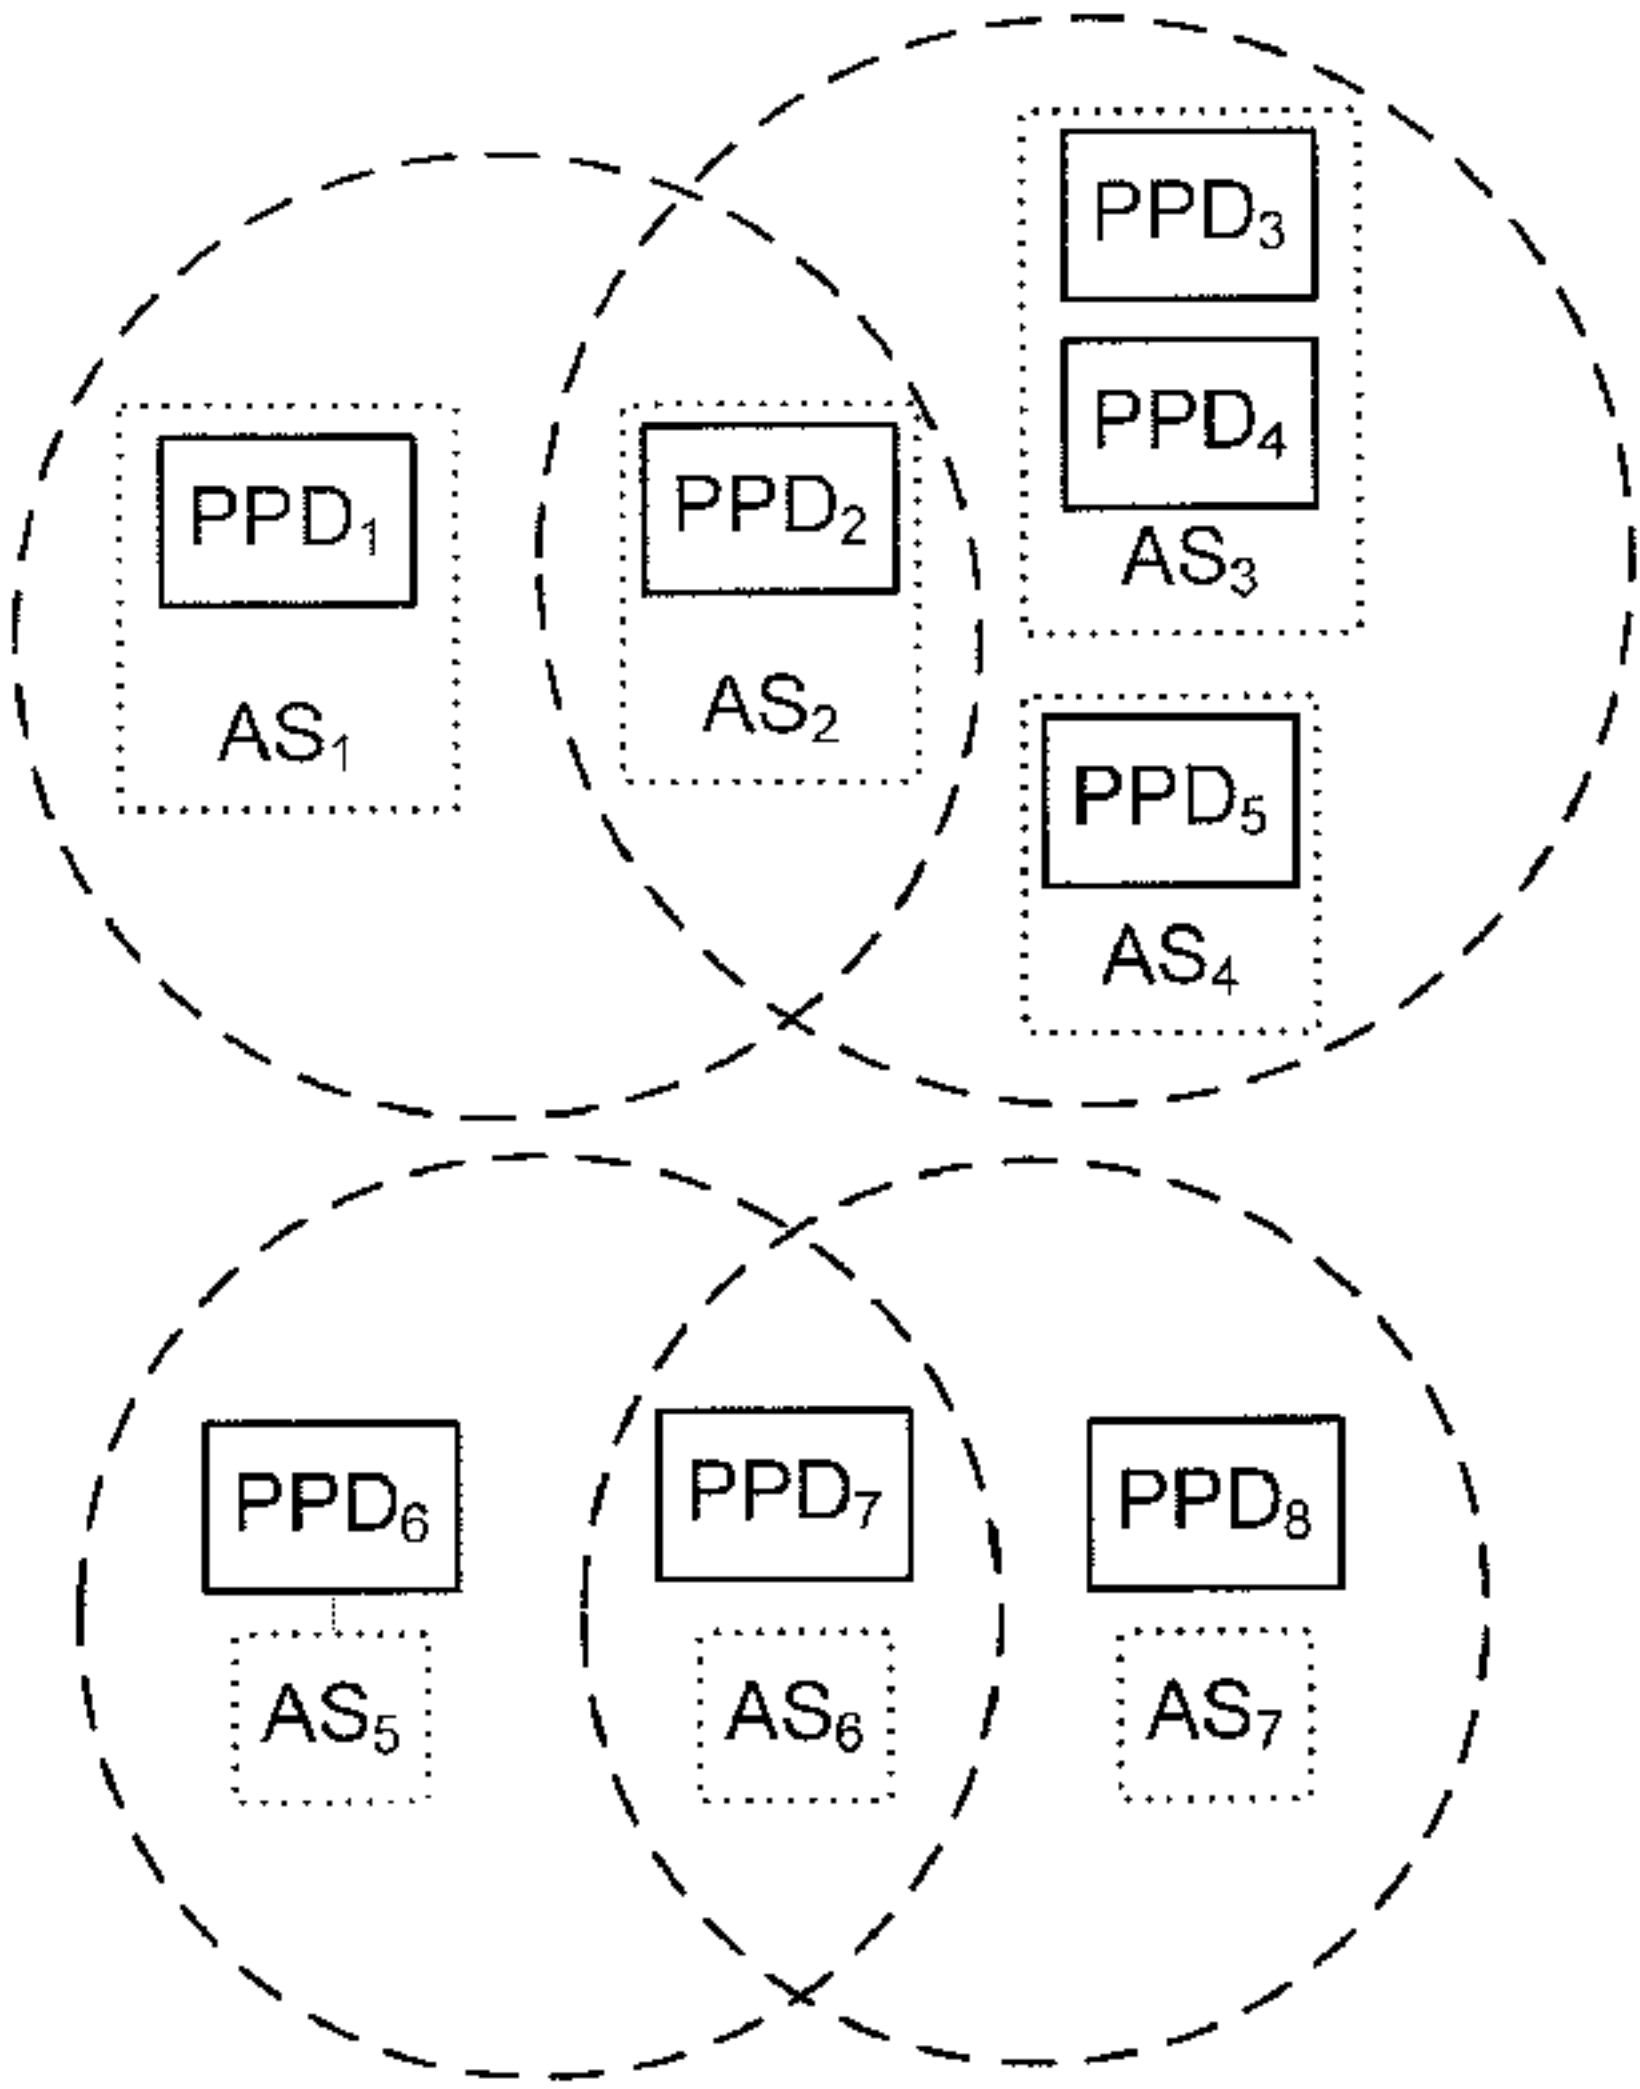 PPD₃
PPD₄
AS₃
PPD₁
AS₁
PPD₂
AS₂
PPD₅
AS₄
PPD₆
AS₅
PPD₇
AS₆
PPD₈
AS₇